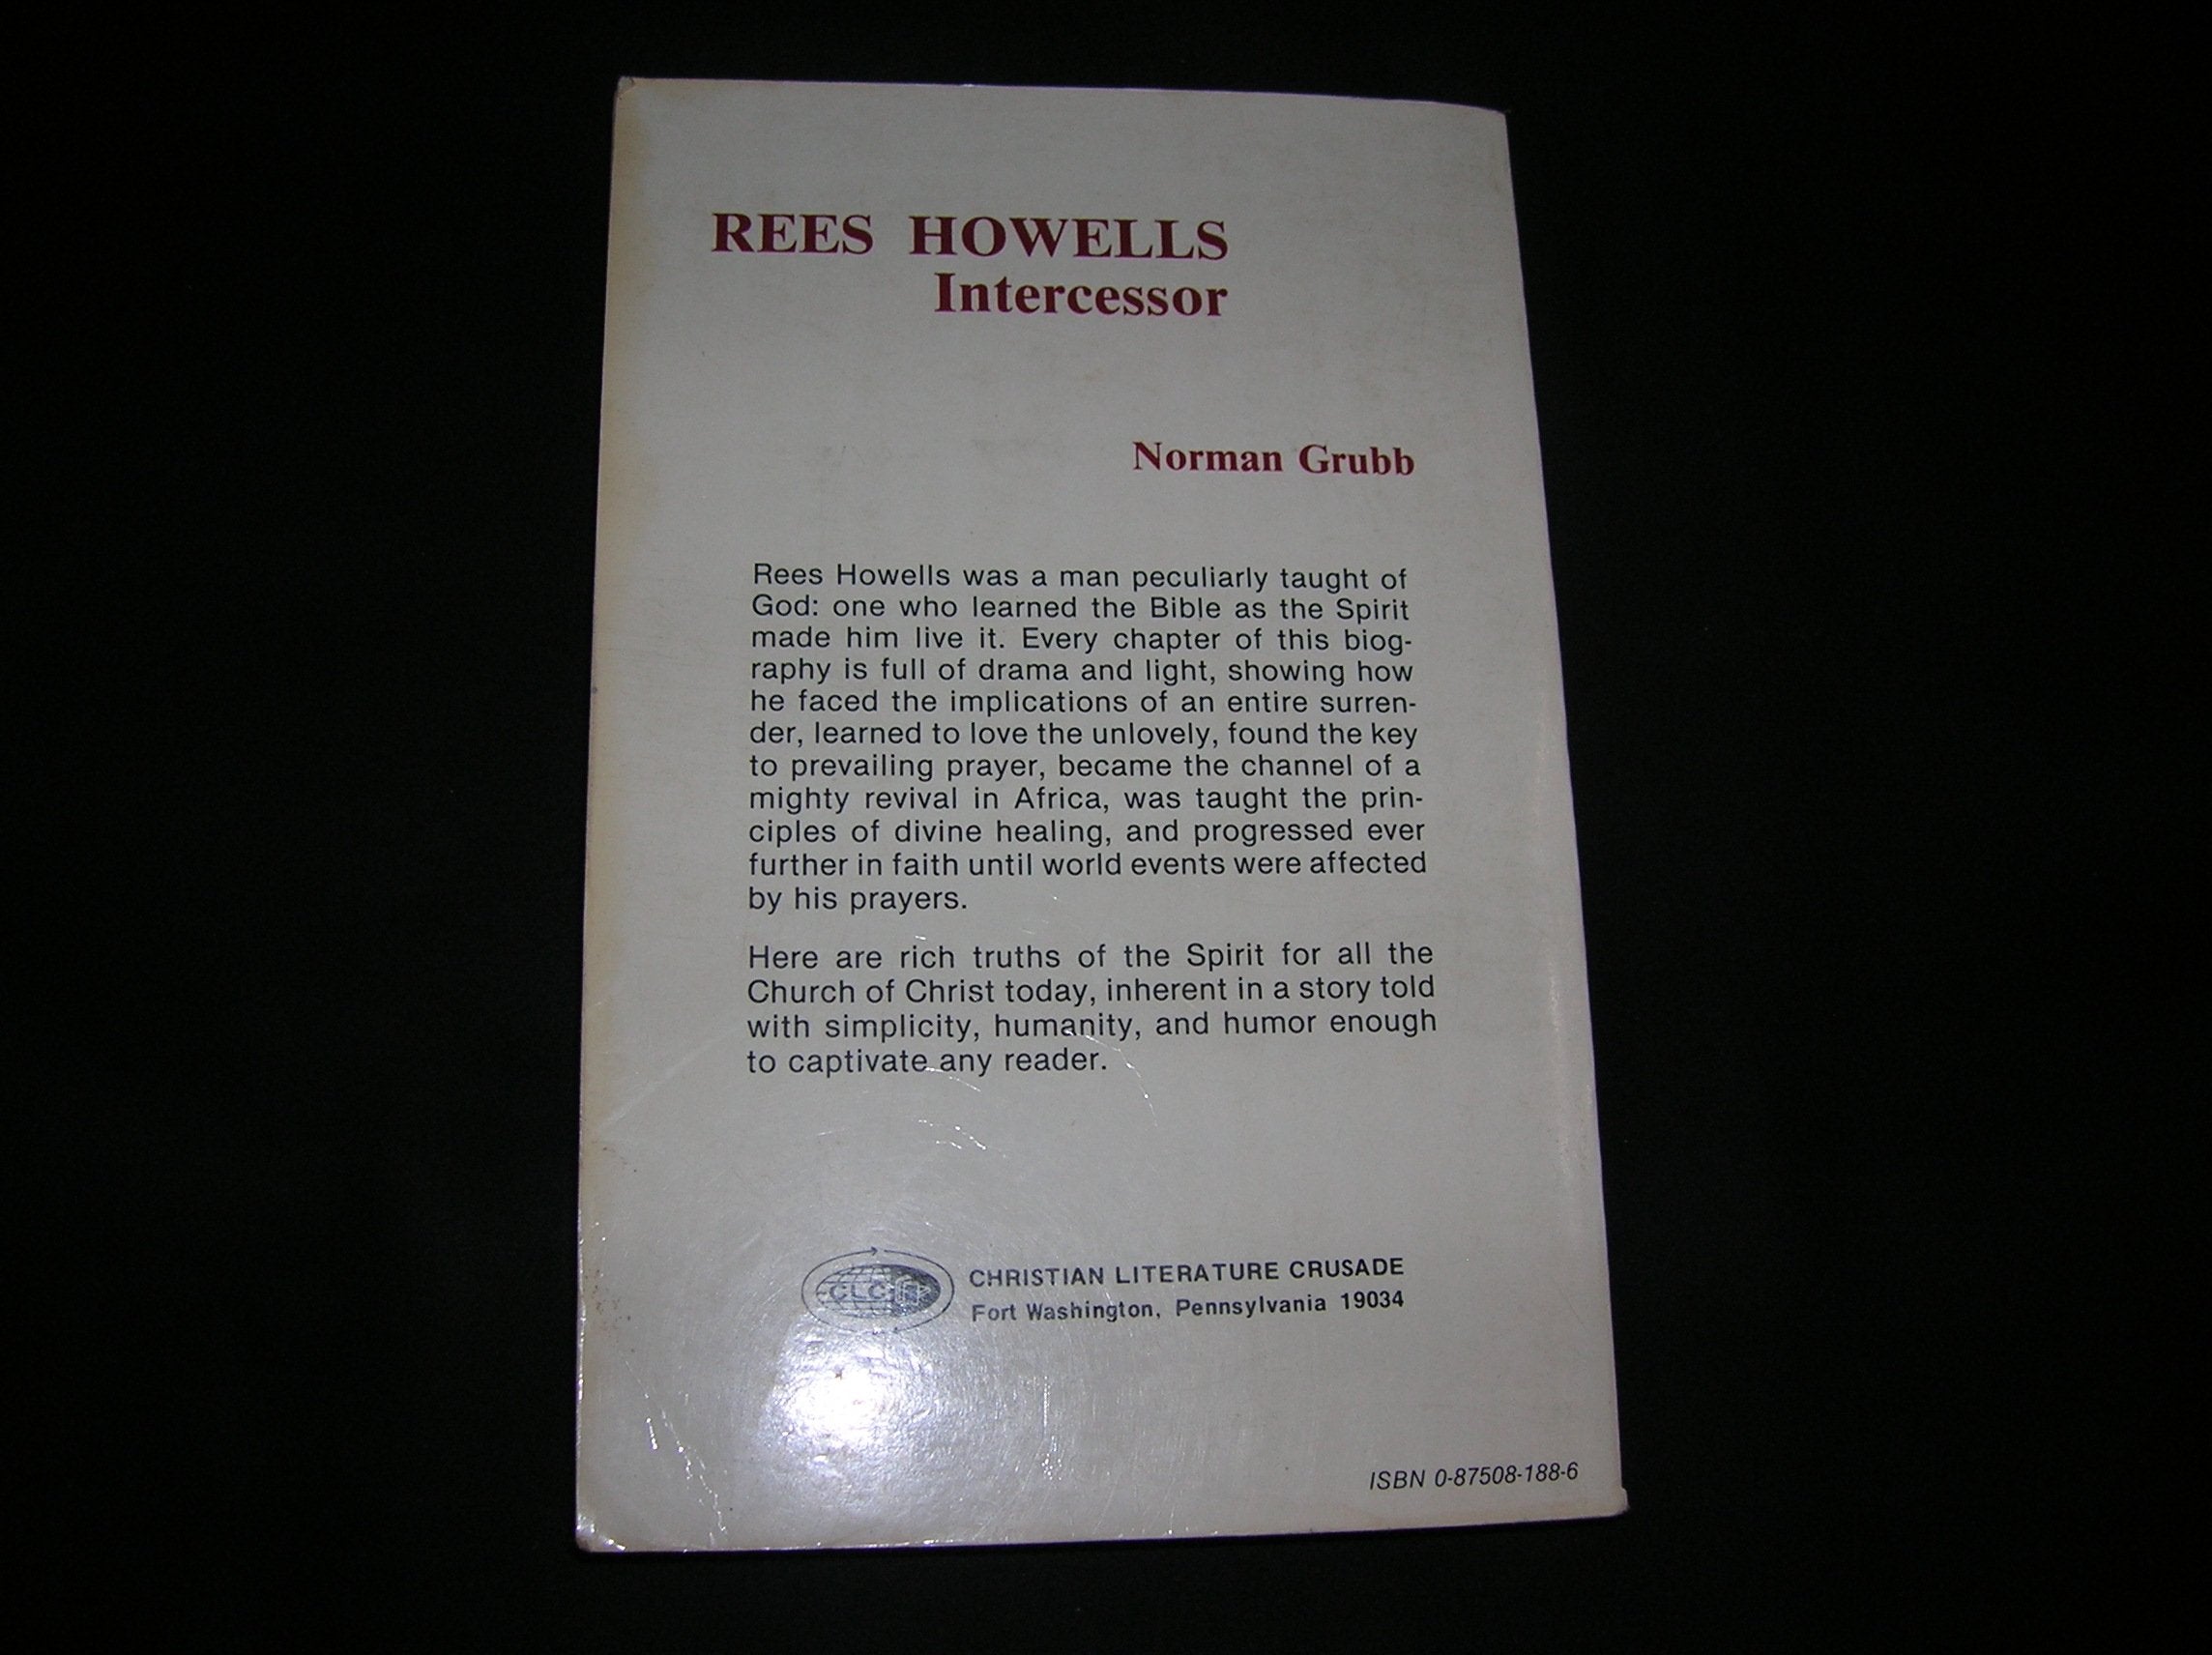 REES HOWELLS
Intercessor
Norman Grubb
Rees Howells was a man peculiarly taught of
God: one who learned the Bible as the Spirit
made him live it. Every chapter of this biog-
raphy is full of drama and light, showing how
he faced the implications of an entire surren-
der, learned to love the unlovely, found the key
to prevailing prayer, became the channel of a
mighty revival in Africa, was taught the prin-
ciples of divine healing, and progressed ever
further in faith until world events were affected
by his prayers.
Here are rich truths of the Spirit for all the
Church of Christ today, inherent in a story told
with simplicity, humanity, and humor enough
to captivate any reader.
CLC
CHRISTIAN LITERATURE CRUSADE
Fort Washington, Pennsylvania 19034
ISBN 0-87508-188-6